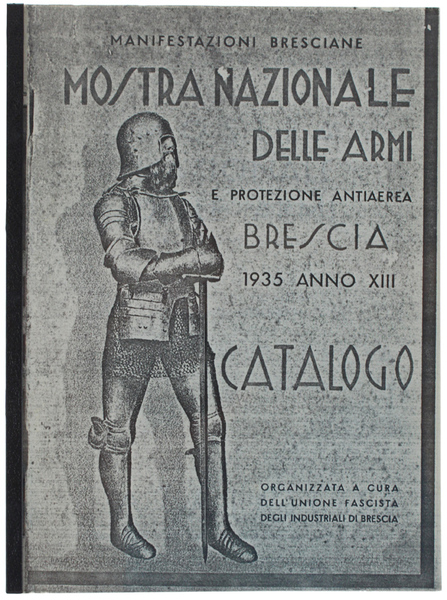 MANIFESTAZIONI BRESCIANE
MOSTRA NAZIONALE
DELLE ARMI
E PROTEZIONE ANTIAEREA
BRESCIA
1935 ANNO XIII
CATALOGO
ORGANIZZATA A CURA
DELL'UNIONE FASCISTA
DEGLI INDUSTRIALI DI BRESCIA